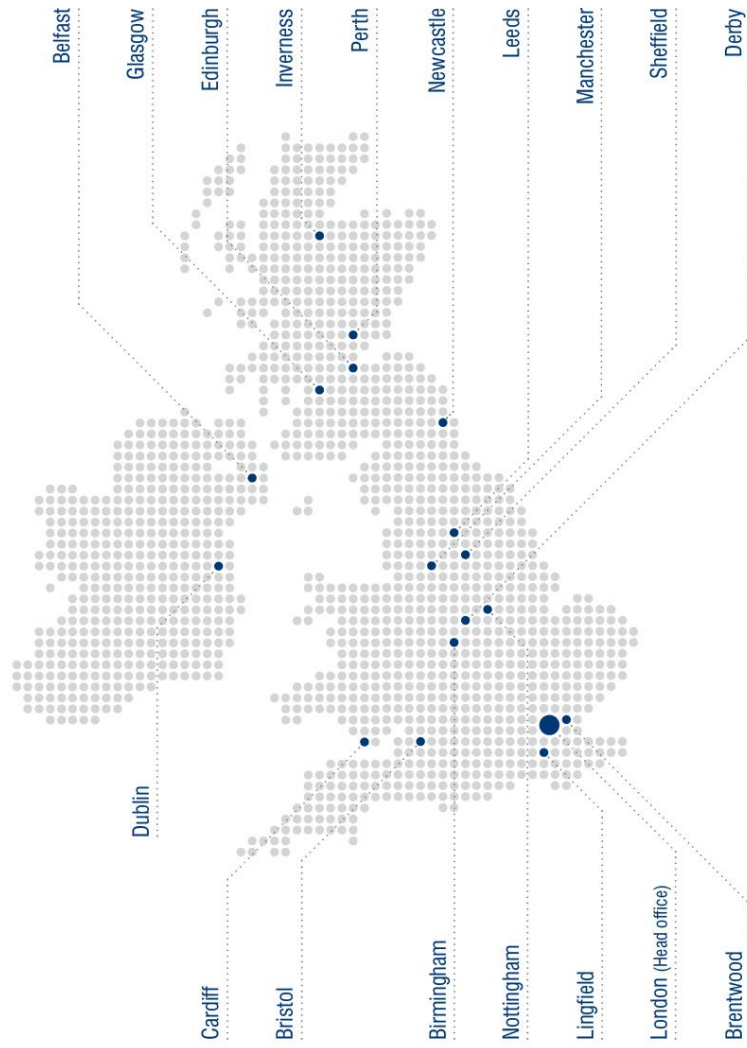 Belfast
Glasgow
Edinburgh
Inverness
Perth
Newcastle
Leeds
Manchester
Sheffield
Derby
Dublin
Cardiff
Bristol
Birmingham
Nottingham
Lingfield
London (Head office)
Brentwood